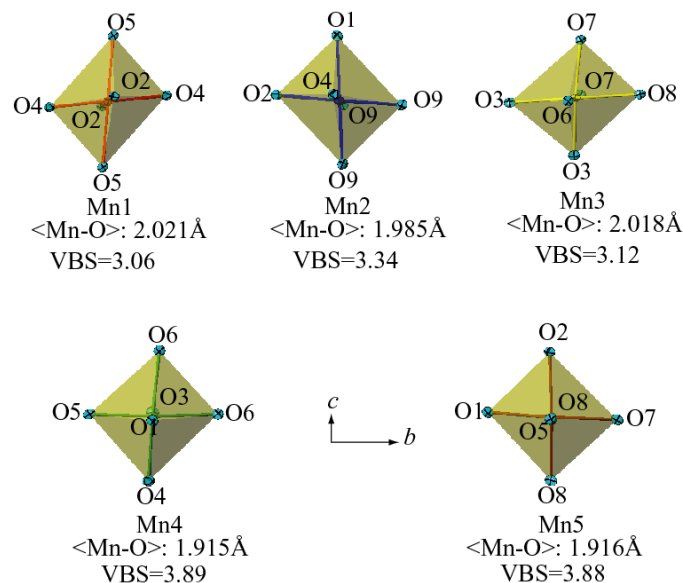 O5
O2
O4
O4
O2
O5
Mn1
<Mn-O>: 2.021Å
VBS=3.06
O1
O4
O2
O9
O9
O9
Mn2
<Mn-O>: 1.985Å
VBS=3.34
O7
O7
O3
O8
O6
O3
Mn3
<Mn-O>: 2.018Å
VBS=3.12
O6
O3
O5
O6
O1
O4
Mn4
<Mn-O>: 1.915Å
VBS=3.89
c
b
O2
O8
O1
O7
O5
O8
Mn5
<Mn-O>: 1.916Å
VBS=3.88